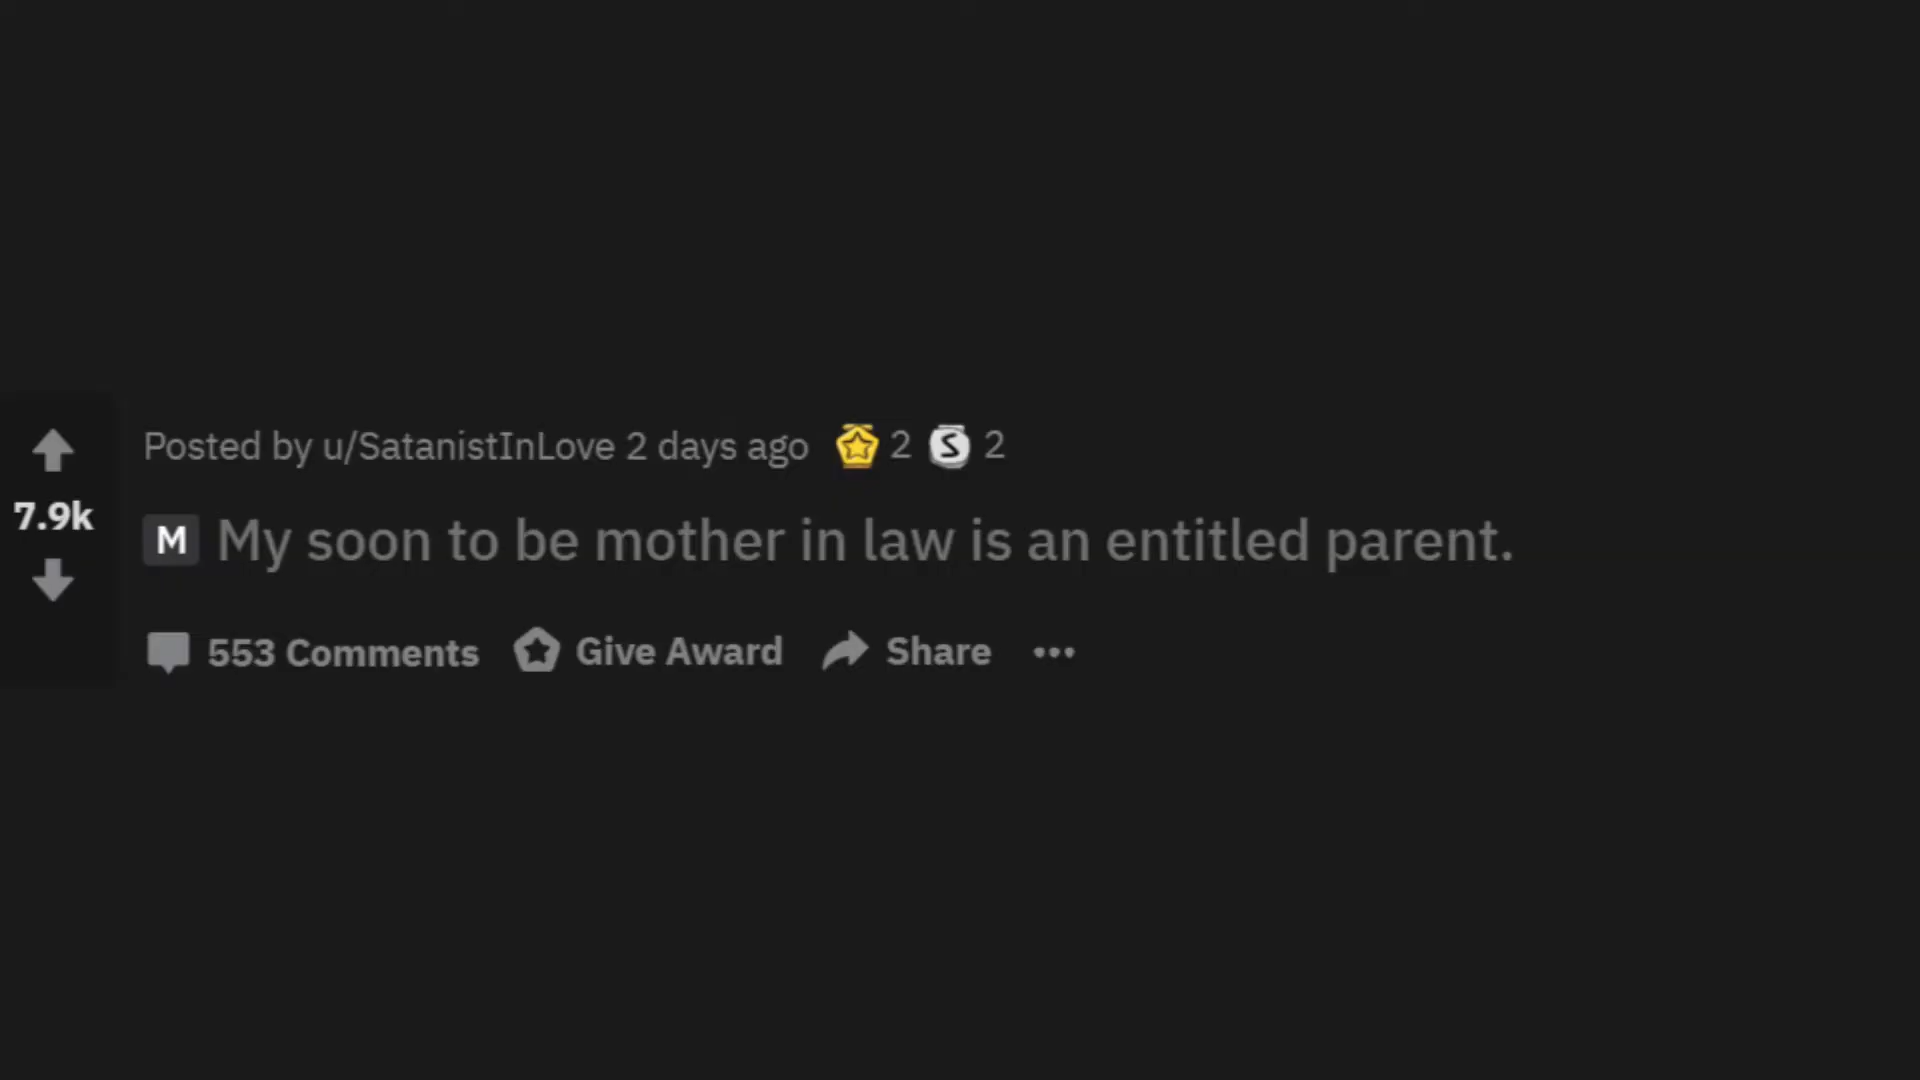 Posted by u/SatanistInLove 2 days ago 2 S 2
7.9k
M My soon to be mother in law is an entitled parent.
553 Comments Give Award Share ...